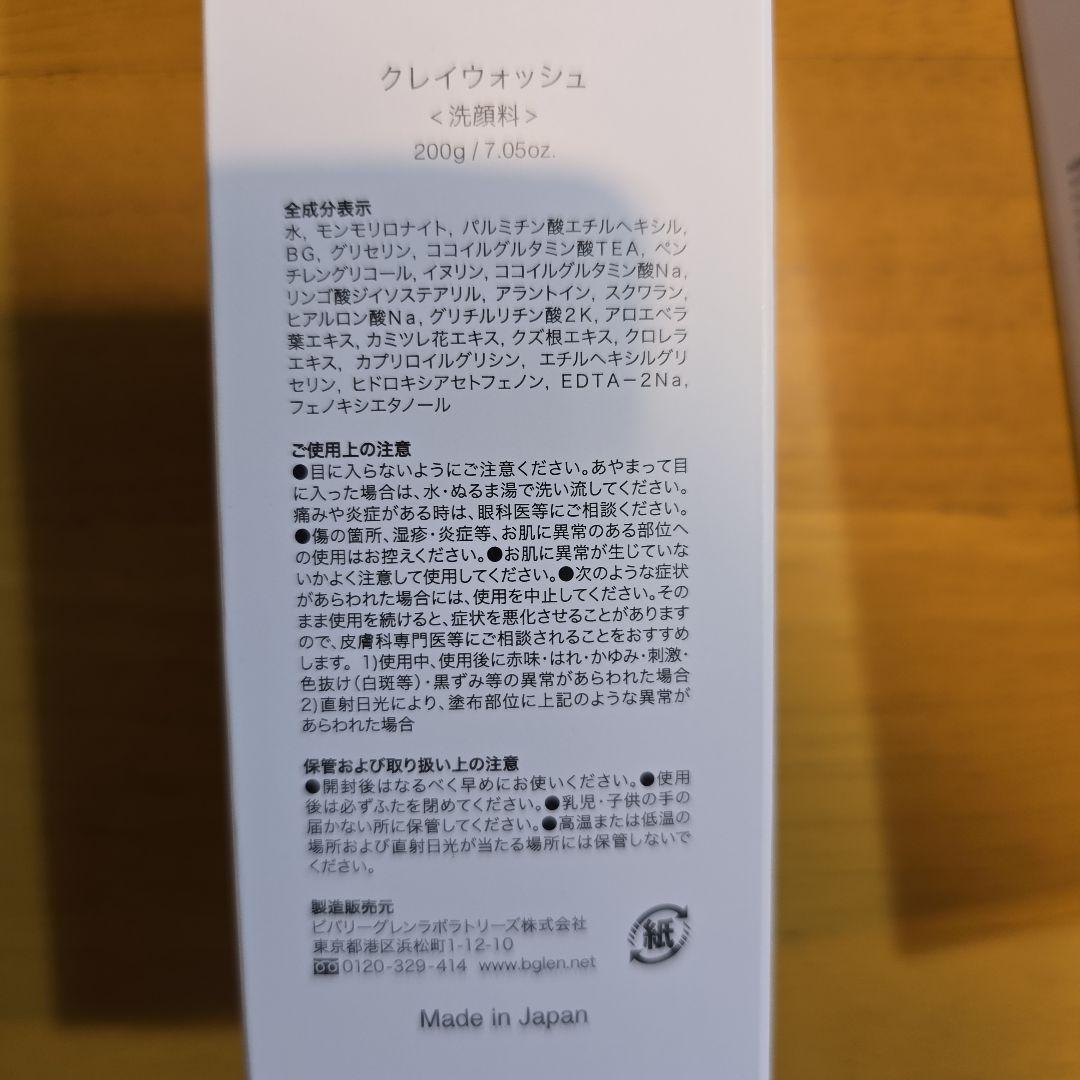 クレイウォッシュ
<洗顔料>
200g / 7.05oz.
全成分表示
水, モンモリロナイト, パルミチン酸エチルヘキシル,
BG, グリセリン, ココイルグルタミン酸TEA, ペン
チレングリコール, イヌリン, ココイルグルタミン酸Na,
リンゴ酸ジイソステアリル, アラントイン, スクワラン,
ヒアルロン酸Na, グリチルリチン酸2K, アロエベラ
葉エキス, カミツレ花エキス, クズ根エキス, クロレラ
エキス, カプリロイルグリシン, エチルヘキシルグリ
セリン, ヒドロキシアセトフェノン, EDTA－2Na,
フェノキシエタノール
ご使用上の注意
●目に入らないようにご注意ください。あやまって目
に入った場合は、水・ぬるま湯で洗い流してください。
痛みや炎症がある時は、眼科医等にご相談ください。
●傷の箇所、湿疹・炎症等、お肌に異常のある部位へ
の使用はお控えください。●お肌に異常が生じていな
いかよく注意して使用してください。●次のような症状
があらわれた場合には、使用を中止してください。その
まま使用を続けると、症状を悪化させることがあります
ので、皮膚科専門医等にご相談されることをおすすめ
します。 1)使用中、使用後に赤味・はれ・かゆみ・刺激・
色抜け(白斑等)・黒ずみ等の異常があらわれた場合
2)直射日光により、塗布部位に上記のような異常が
あらわれた場合
保管および取り扱い上の注意
●開封後はなるべく早めにお使いください。●使用
後は必ずふたを閉めてください。●乳児・子供の手の
届かない所に保管してください。●高温または低温の
場所および直射日光が当たる場所には保管しないで
ください。
製造販売元
ビバリーグレンラボラトリーズ株式会社
東京都港区浜松町1-12-10
0120-329-414 www.bglen.net
紙
Made in Japan